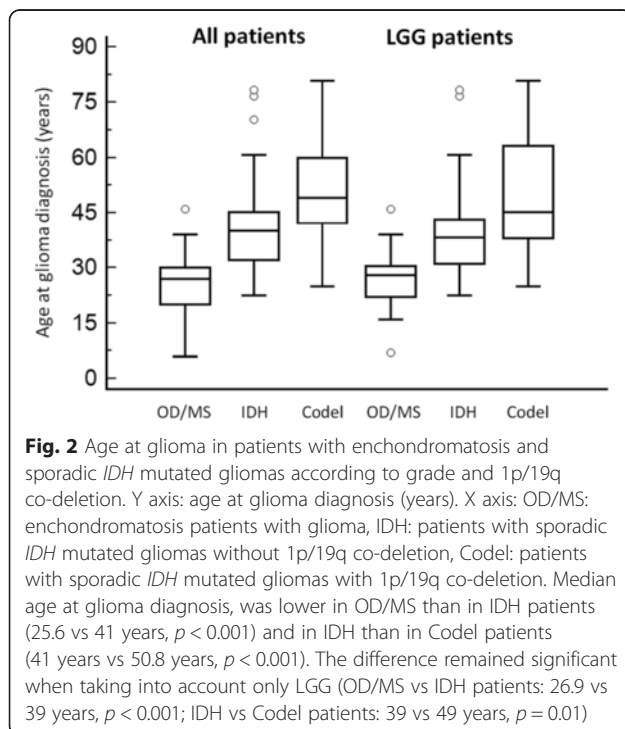 All patients LGG patients
Age at glioma diagnosis (years)
90
75
60
45
30
15
0
OD/MS IDH Codel OD/MS IDH Codel
Fig. 2 Age at glioma in patients with enchondromatosis and
sporadic IDH mutated gliomas according to grade and 1p/19q
co-deletion. Y axis: age at glioma diagnosis (years). X axis: OD/MS:
enchondromatosis patients with glioma, IDH: patients with sporadic
IDH mutated gliomas without 1p/19q co-deletion, Codel: patients
with sporadic IDH mutated gliomas with 1p/19q co-deletion. Median
age at glioma diagnosis, was lower in OD/MS than in IDH patients
(25.6 vs 41 years, p < 0.001) and in IDH than in Codel patients
(41 years vs 50.8 years, p < 0.001). The difference remained significant
when taking into account only LGG (OD/MS vs IDH patients: 26.9 vs
39 years, p < 0.001; IDH vs Codel patients: 39 vs 49 years, p = 0.01)